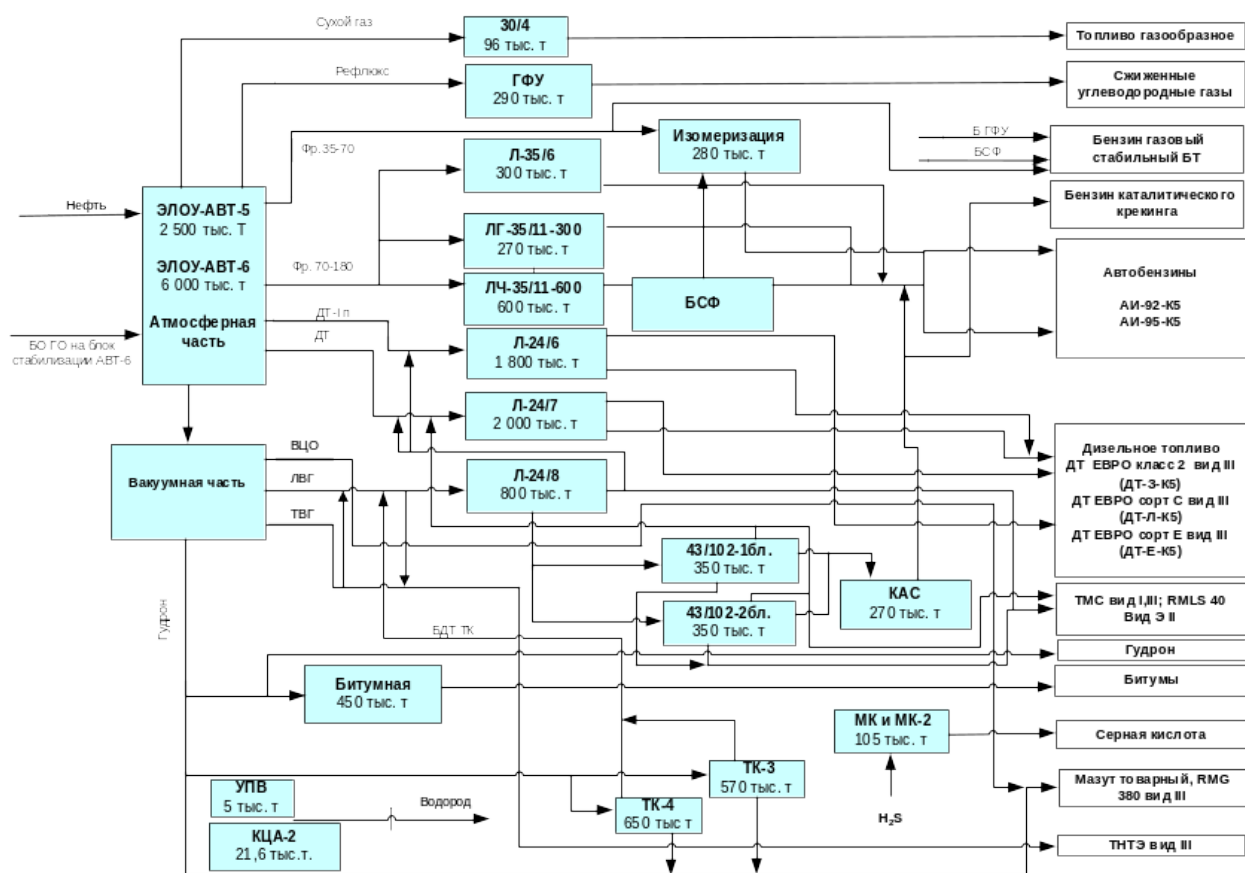 Сухой газ
30/4
96 тыс. т
Топливо газообразное
Рефлюкс
ГФУ
290 тыс. т
Сжиженные
углеводородные газы
Фр. 35-70
Изомеризация
280 тыс. т
Б ГФУ
БСФ
Бензин газовый
стабильный БТ
Л-35/6
300 тыс. т
Бензин каталитического
крекинга
Нефть
ЭЛОУ-АВТ-5
2 500 тыс. Т
ЭЛОУ-АВТ-6
6 000 тыс. т
Атмосферная
часть
Фр. 70-180
ЛГ-35/11-300
270 тыс. т
ЛЧ-35/11-600
600 тыс. т
БСФ
Автобензины
АИ-92-К5
АИ-95-К5
БО ГО на блок
стабилизации АВТ-6
ДТ-I п
ДТ
Л-24/6
1 800 тыс. т
Л-24/7
2 000 тыс. т
Вакуумная часть
ВЦО
ЛВГ
ТВГ
Л-24/8
800 тыс. т
Дизельное топливо
ДТ ЕВРО класс 2 вид III
(ДТ-З-К5)
ДТ ЕВРО сорт С вид III
(ДТ-Л-К5)
ДТ ЕВРО сорт Е вид III
(ДТ-Е-К5)
43/102-1бл.
350 тыс. т
КАС
270 тыс. т
43/102-2бл.
350 тыс. т
ТМС вид I,III; RMLS 40
Вид Э II
Гудрон
БДТ ТК
Гудрон
Битумная
450 тыс. т
Битумы
МК и МК-2
105 тыс. т
Серная кислота
H₂S
ТК-3
570 тыс. т
ТК-4
650 тыс т
Мазут товарный, RMG
380 вид III
УПВ
5 тыс. т
Водород
КЦА-2
21,6 тыс.т.
ТНТЭ вид III